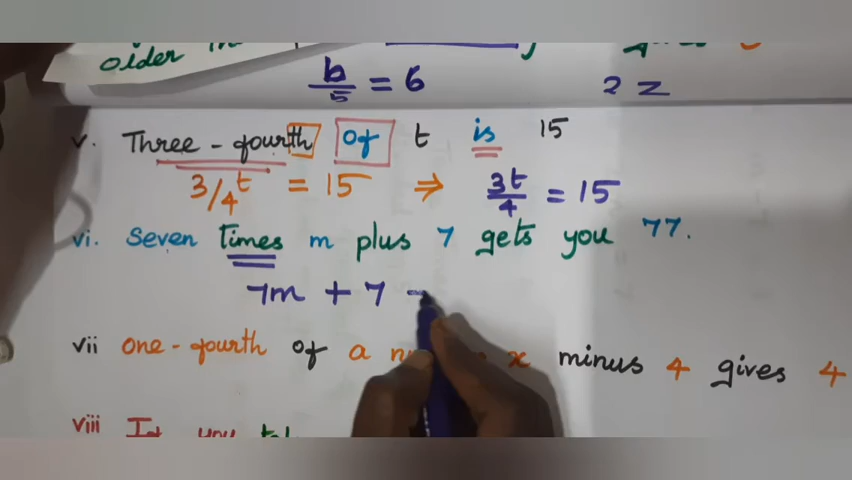 older
b/5 = 6
2 z
v. Three-fourth of t is 15
3/4 t = 15 ⇒ 3t/4 = 15
vi. Seven times m plus 7 gets you 77.
7m + 7
vii one-fourth of a x minus 4 gives 4
viii